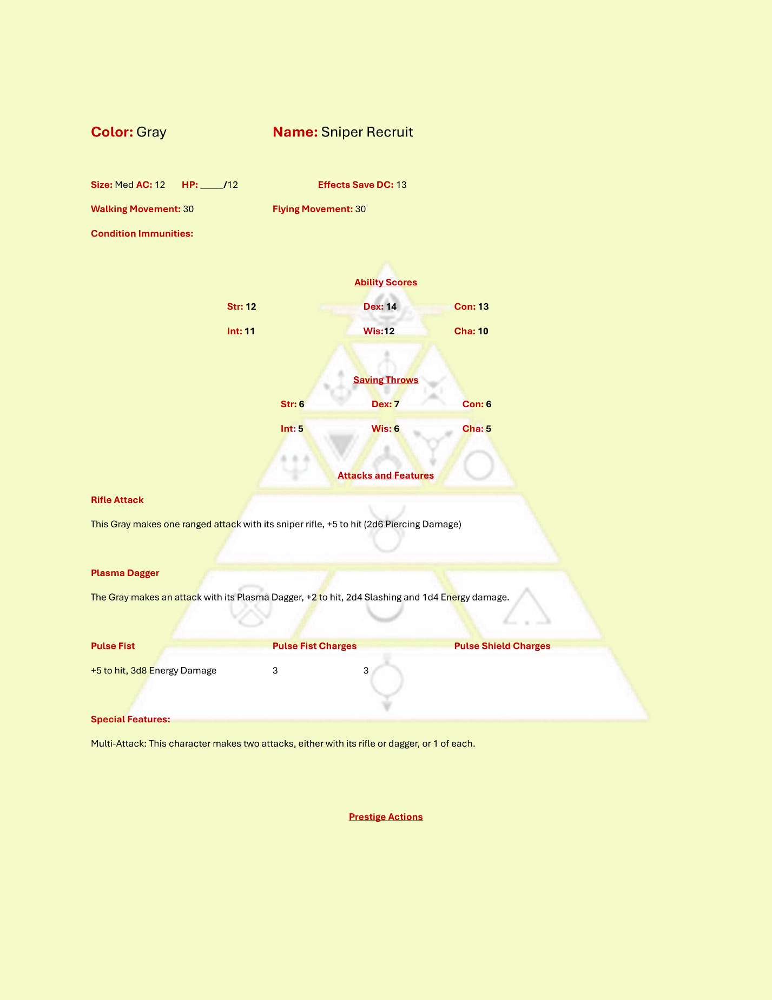 Color: Gray Name: Sniper Recruit
Size: Med AC: 12 HP: _____/12 Effects Save DC: 13
Walking Movement: 30 Flying Movement: 30
Condition Immunities:
Ability Scores
Str: 12 Dex: 14 Con: 13
Int: 11 Wis:12 Cha: 10
Saving Throws
Str: 6 Dex: 7 Con: 6
Int: 5 Wis: 6 Cha: 5
Attacks and Features
Rifle Attack
This Gray makes one ranged attack with its sniper rifle, +5 to hit (2d6 Piercing Damage)
Plasma Dagger
The Gray makes an attack with its Plasma Dagger, +2 to hit, 2d4 Slashing and 1d4 Energy damage.
Pulse Fist Pulse Fist Charges Pulse Shield Charges
+5 to hit, 3d8 Energy Damage 3 3
Special Features:
Multi-Attack: This character makes two attacks, either with its rifle or dagger, or 1 of each.
Prestige Actions